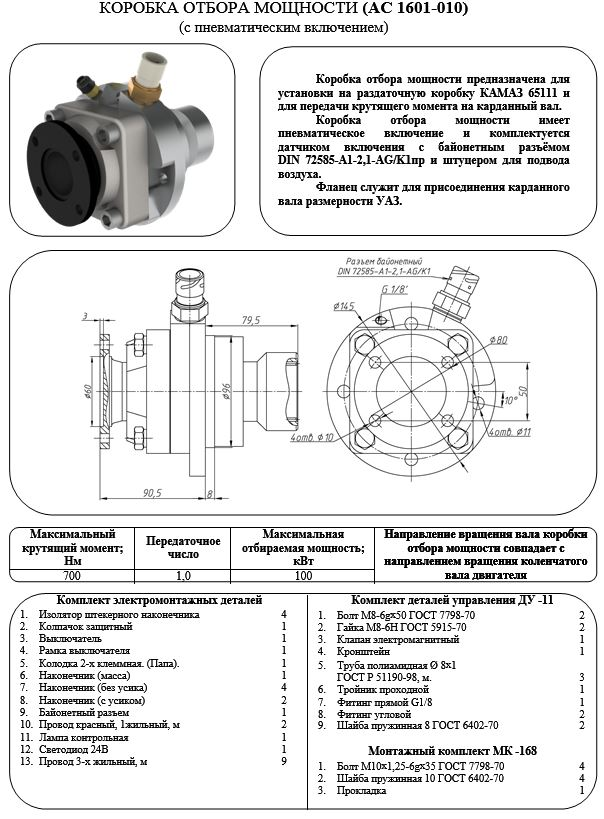 КОРОБКА ОТБОРА МОЩНОСТИ (АС 1601-010)
(с пневматическим включением)
Коробка отбора мощности предназначена для
установки на раздаточную коробку КАМАЗ 65111 и
для передачи крутящего момента на карданный вал.
Коробка отбора мощности имеет
пневматическое включение и комплектуется
датчиком включения с байонетным разъёмом
DIN 72585-A1-2,1-AG/K1пр и штуцером для подвода
воздуха.
Фланец служит для присоединения карданного
вала размерности УАЗ.
Разъем байонетный
DIN 72585-A1-2,1-AG/K1
G 1/8'
3
79,5
Ф145
Ф80
Ф60
Ф96
50
10°
4отв. Ф10
4отв. Ф11
90,5
8
Максимальный крутящий момент; Нм
Передаточное число
Максимальная отбираемая мощность; кВт
Направление вращения вала коробки отбора мощности совпадает с направлением вращения коленчатого вала двигателя
700
1,0
100
Комплект электромонтажных деталей
1. Изолятор штекерного наконечника 4
2. Колпачок защитный 1
3. Выключатель 1
4. Рамка выключателя 1
5. Колодка 2-х клеммная. (Папа). 1
6. Наконечник (масса) 1
7. Наконечник (без усика) 4
8. Наконечник (с усиком) 2
9. Байонетный разъем 1
10. Провод красный, 1жильный, м 2
11. Лампа контрольная 1
12. Светодиод 24В 1
13. Провод 3-х жильный, м 9
Комплект деталей управления ДУ -11
1. Болт М8-6gx50 ГОСТ 7798-70 2
2. Гайка М8-6Н ГОСТ 5915-70 2
3. Клапан электромагнитный 1
4. Кронштейн 1
5. Труба полиамидная Ø 8x1
ГОСТ Р 51190-98, м. 3
6. Тройник проходной 1
7. Фитинг прямой G1/8 1
8. Фитинг угловой 2
9. Шайба пружинная 8 ГОСТ 6402-70 2
Монтажный комплект МК -168
1. Болт М10x1,25-6gx35 ГОСТ 7798-70 4
2. Шайба пружинная 10 ГОСТ 6402-70 4
3. Прокладка 1